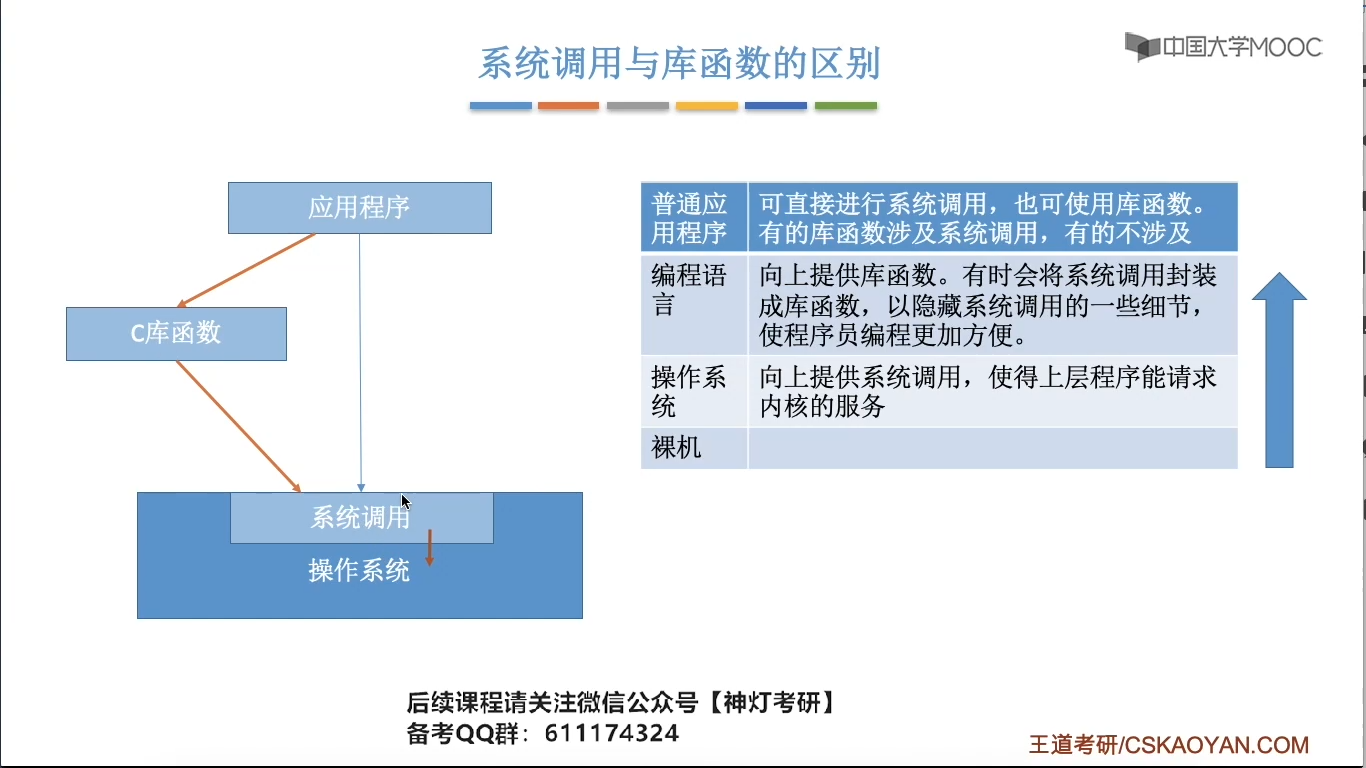 系统调用与库函数的区别
中国大学MOOC
应用程序
C库函数
系统调用
操作系统
普通应
用程序
可直接进行系统调用，也可使用库函数。
有的库函数涉及系统调用，有的不涉及
编程语
言
向上提供库函数。有时会将系统调用封装
成库函数，以隐藏系统调用的一些细节，
使程序员编程更加方便。
操作系
统
向上提供系统调用，使得上层程序能请求
内核的服务
裸机
后续课程请关注微信公众号【神灯考研】
备考QQ群：611174324
王道考研/CSKAOYAN.COM